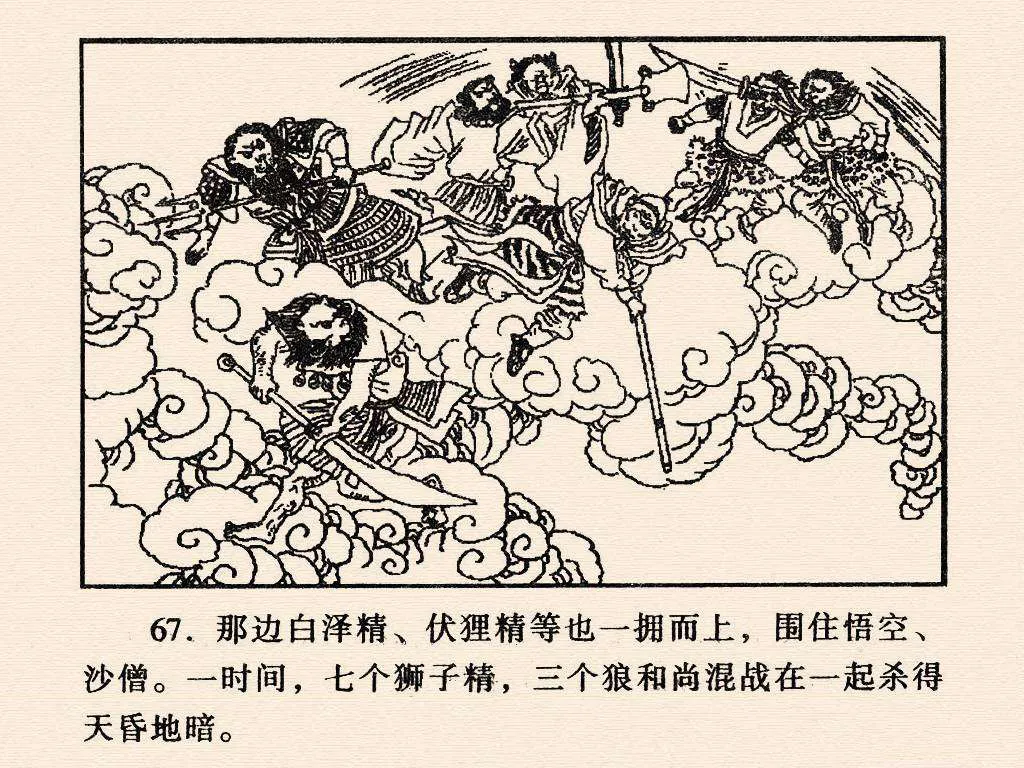 67. 那边白泽精、伏狸精等也一拥而上，围住悟空、
沙僧。一时间，七个狮子精，三个狼和尚混战在一起杀得
天昏地暗。